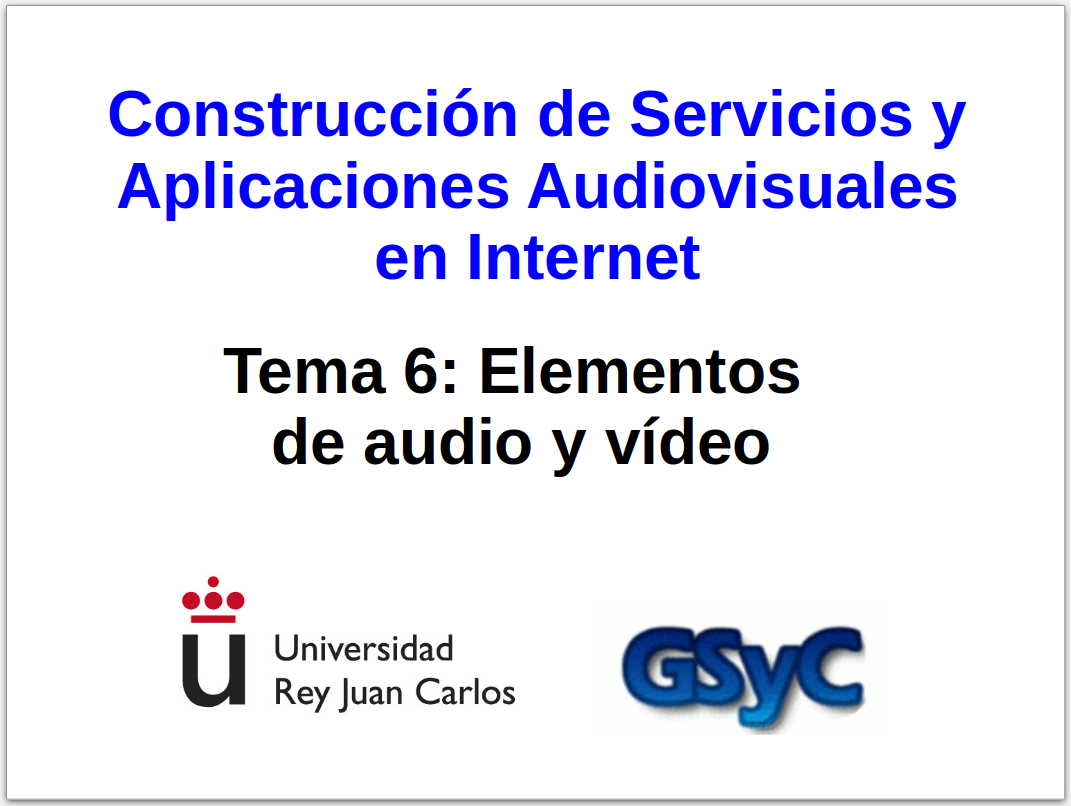 Construcción de Servicios y
Aplicaciones Audiovisuales
en Internet
Tema 6: Elementos
de audio y vídeo
u
Universidad
Rey Juan Carlos
GSyC